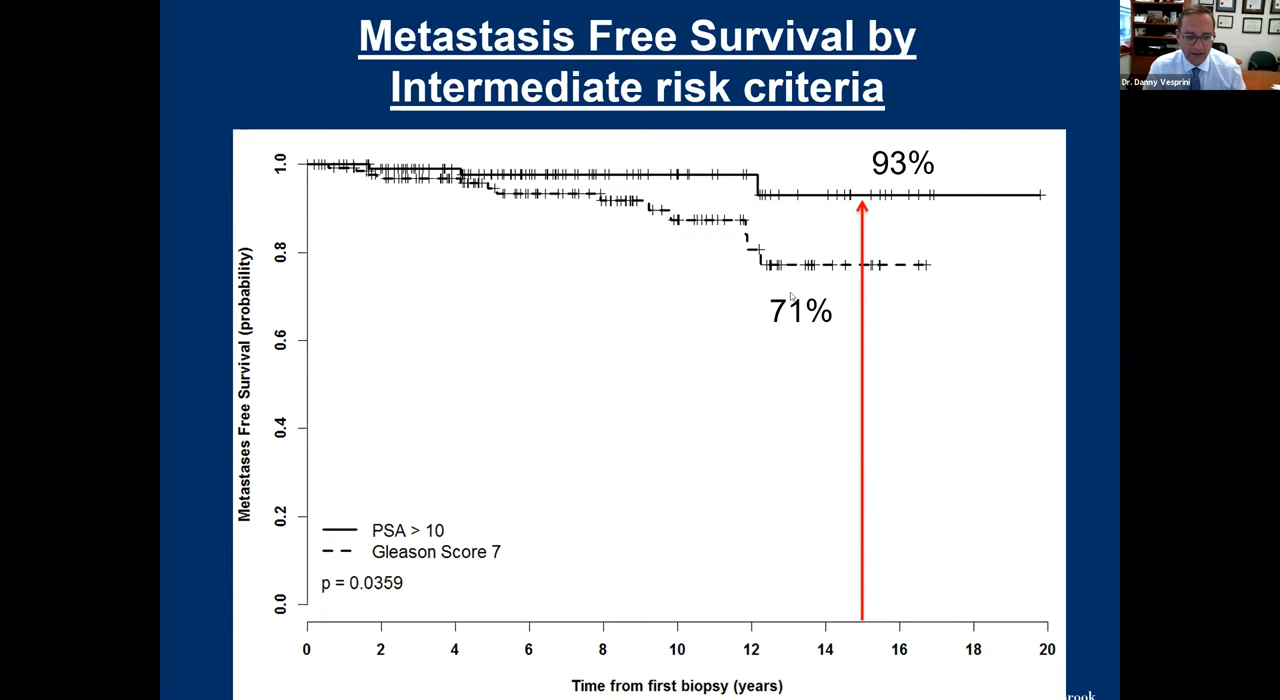 Metastasis Free Survival by
Intermediate risk criteria
Dr. Danny Vesprini
93%
71%
Metastases Free Survival (probability)
1.0
0.8
0.6
0.4
0.2
0.0
PSA > 10
Gleason Score 7
p = 0.0359
0 2 4 6 8 10 12 14 16 18 20
Time from first biopsy (years)